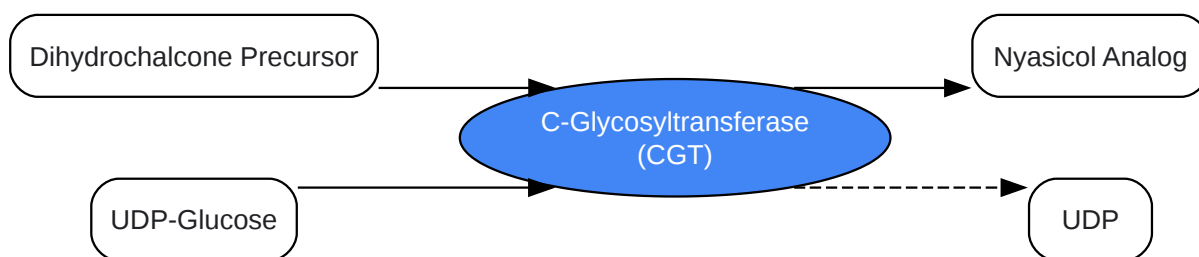 Dihydrochalcone Precursor
Nyasicol Analog
C-Glycosyltransferase
(CGT)
UDP-Glucose
UDP